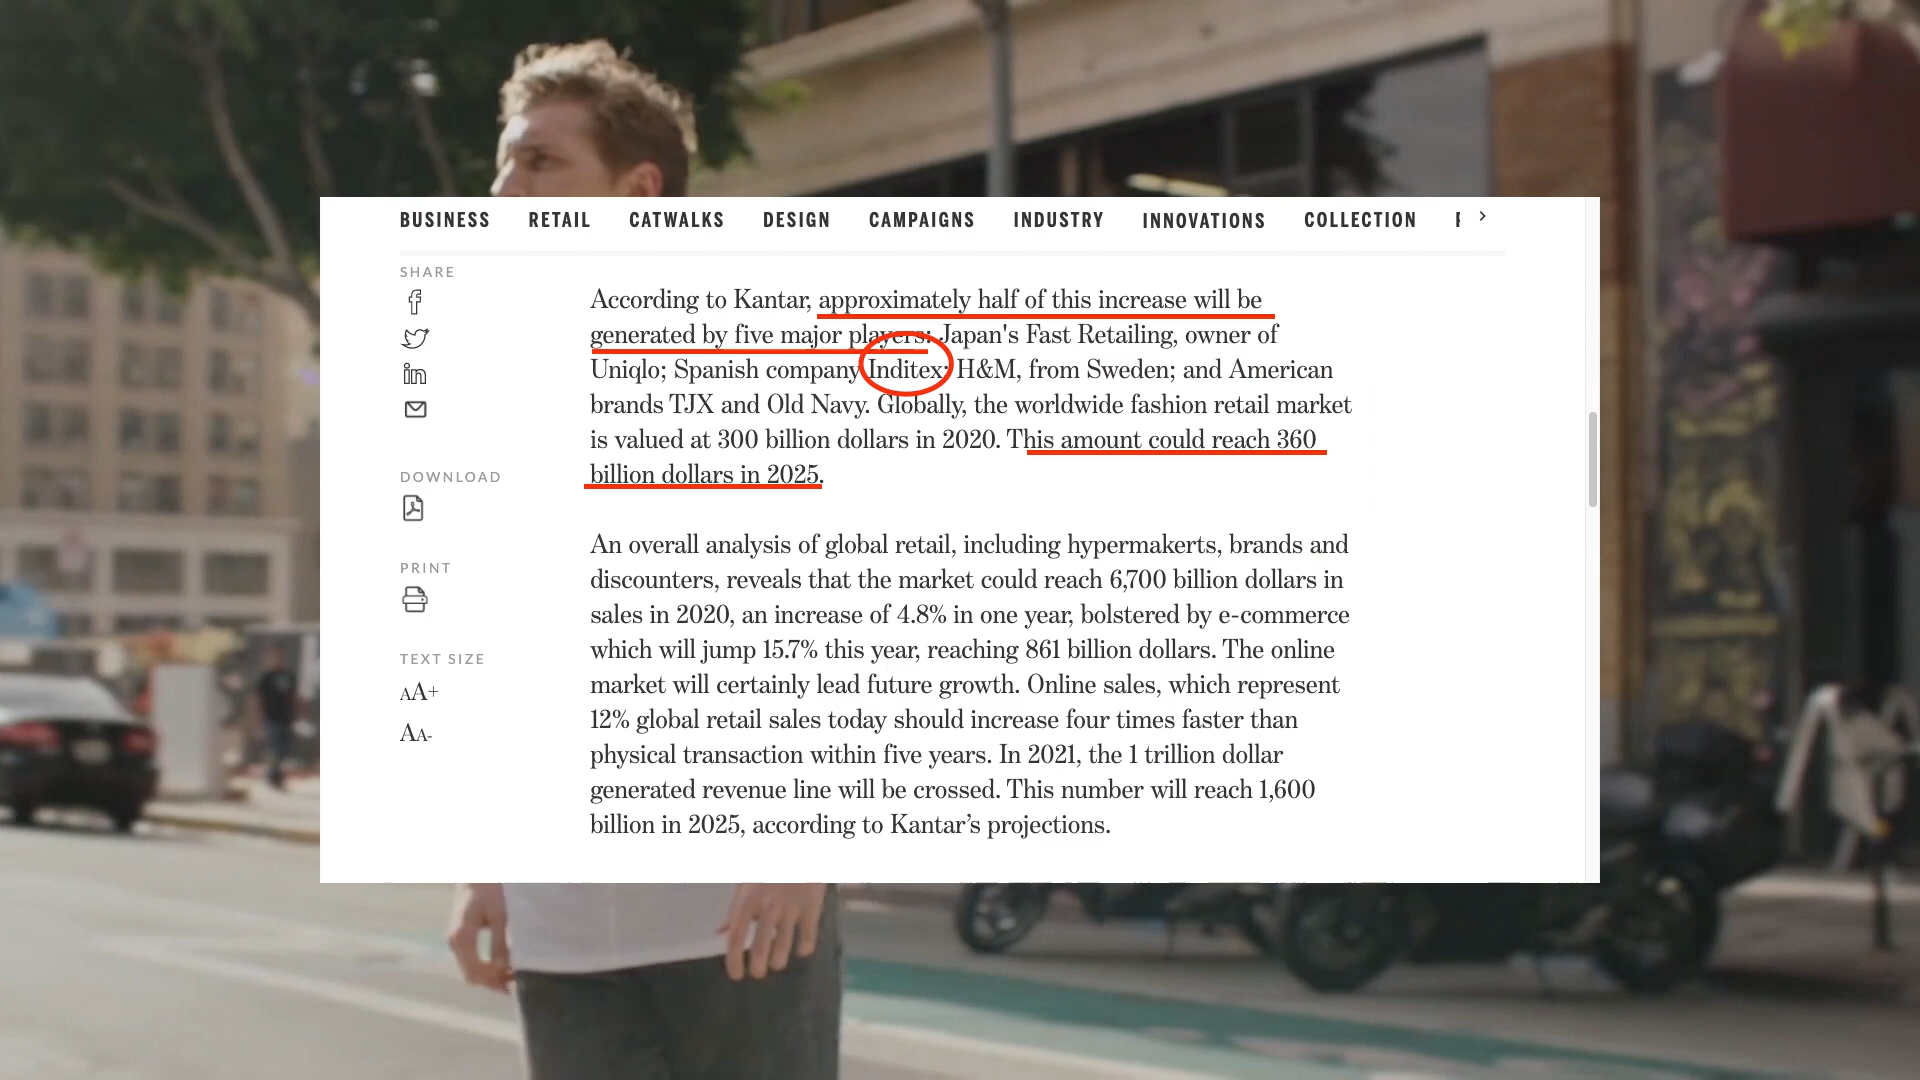 BUSINESS RETAIL CATWALKS DESIGN CAMPAIGNS INDUSTRY INNOVATIONS COLLECTION
SHARE
DOWNLOAD
PRINT
TEXT SIZE
AA+
AA-
According to Kantar, approximately half of this increase will be
generated by five major players: Japan's Fast Retailing, owner of
Uniqlo; Spanish company Inditex; H&M, from Sweden; and American
brands TJX and Old Navy. Globally, the worldwide fashion retail market
is valued at 300 billion dollars in 2020. This amount could reach 360
billion dollars in 2025.
An overall analysis of global retail, including hypermakerts, brands and
discounters, reveals that the market could reach 6,700 billion dollars in
sales in 2020, an increase of 4.8% in one year, bolstered by e-commerce
which will jump 15.7% this year, reaching 861 billion dollars. The online
market will certainly lead future growth. Online sales, which represent
12% global retail sales today should increase four times faster than
physical transaction within five years. In 2021, the 1 trillion dollar
generated revenue line will be crossed. This number will reach 1,600
billion in 2025, according to Kantar’s projections.